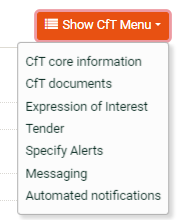 Show CfT Menu
CfT core information
CfT documents
Expression of Interest
Tender
Specify Alerts
Messaging
Automated notifications